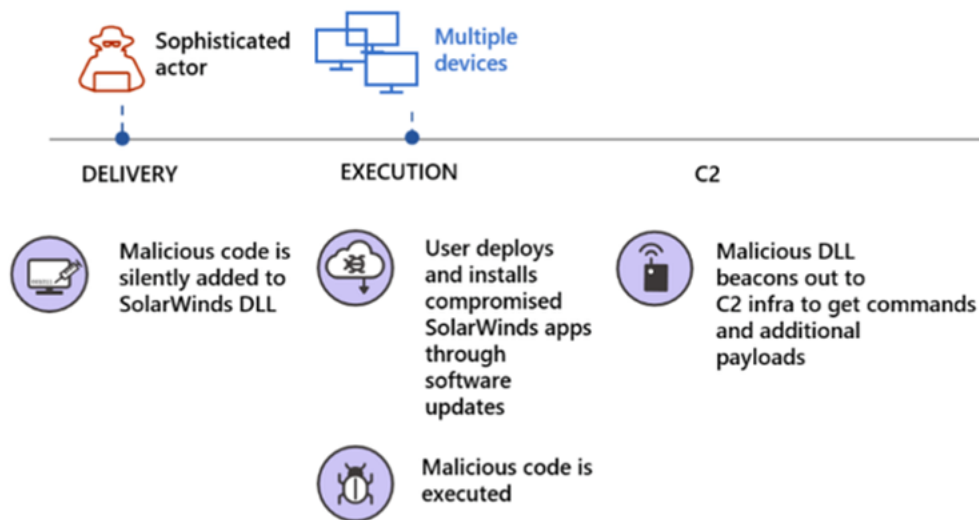 Sophisticated
actor
Multiple
devices
DELIVERY
EXECUTION
C2
Malicious code is
silently added to
SolarWinds DLL
User deploys
and installs
compromised
SolarWinds apps
through
software
updates
Malicious DLL
beacons out to
C2 infra to get commands
and additional
payloads
Malicious code is
executed